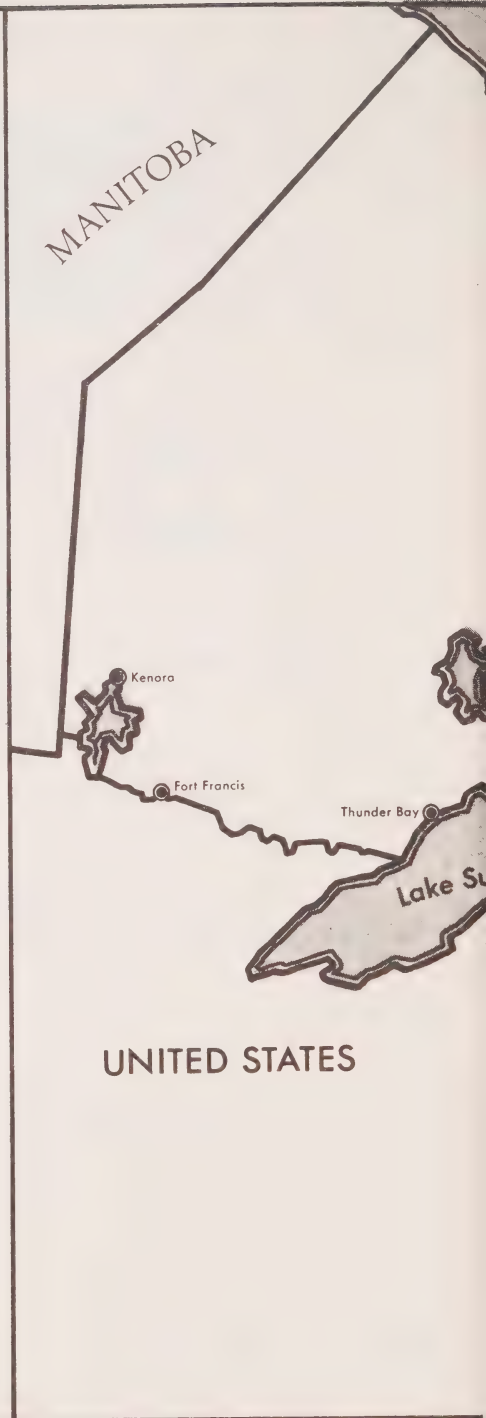 MANITOBA
Kenora
Fort Francis
Thunder Bay
Lake Su
UNITED STATES